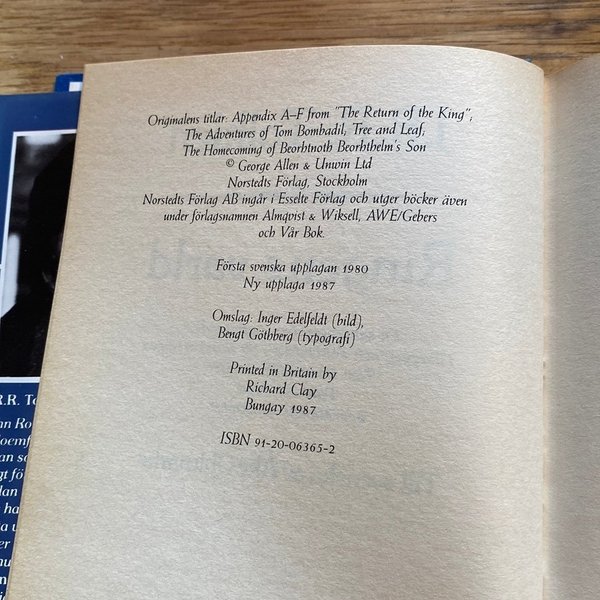 Originalens titlar: Appendix A–F from "The Return of the King",
The Adventures of Tom Bombadil, Tree and Leaf,
The Homecoming of Beorhtnoth Beorhthelm's Son
© George Allen & Unwin Ltd
Norstedts Förlag, Stockholm
Norstedts Förlag AB ingår i Esselte Förlag och utger böcker även
under förlagsnamnen Almqvist & Wiksell, AWE/Gebers
och Vår Bok.
Första svenska upplagan 1980
Ny upplaga 1987
Omslag: Inger Edelfeldt (bild),
Bengt Göthberg (typografi)
Printed in Britain by
Richard Clay
Bungay 1987
ISBN 91-20-06365-2